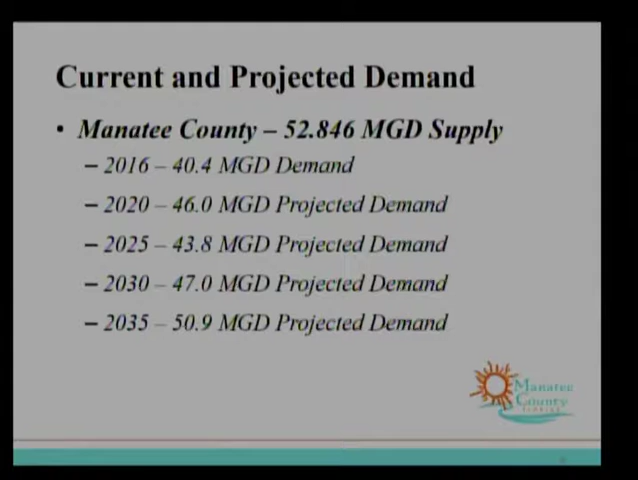 Current and Projected Demand
• Manatee County – 52.846 MGD Supply
– 2016 – 40.4 MGD Demand
– 2020 – 46.0 MGD Projected Demand
– 2025 – 43.8 MGD Projected Demand
– 2030 – 47.0 MGD Projected Demand
– 2035 – 50.9 MGD Projected Demand
Manatee
County
FLORIDA